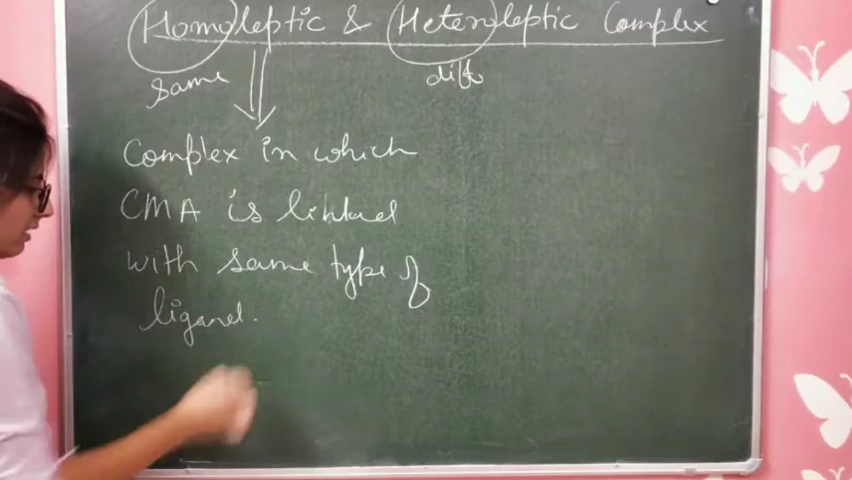 Homoleptic & Heteroleptic Complex
same diff
Complex in which
CMA is linked
with same type of
ligand.